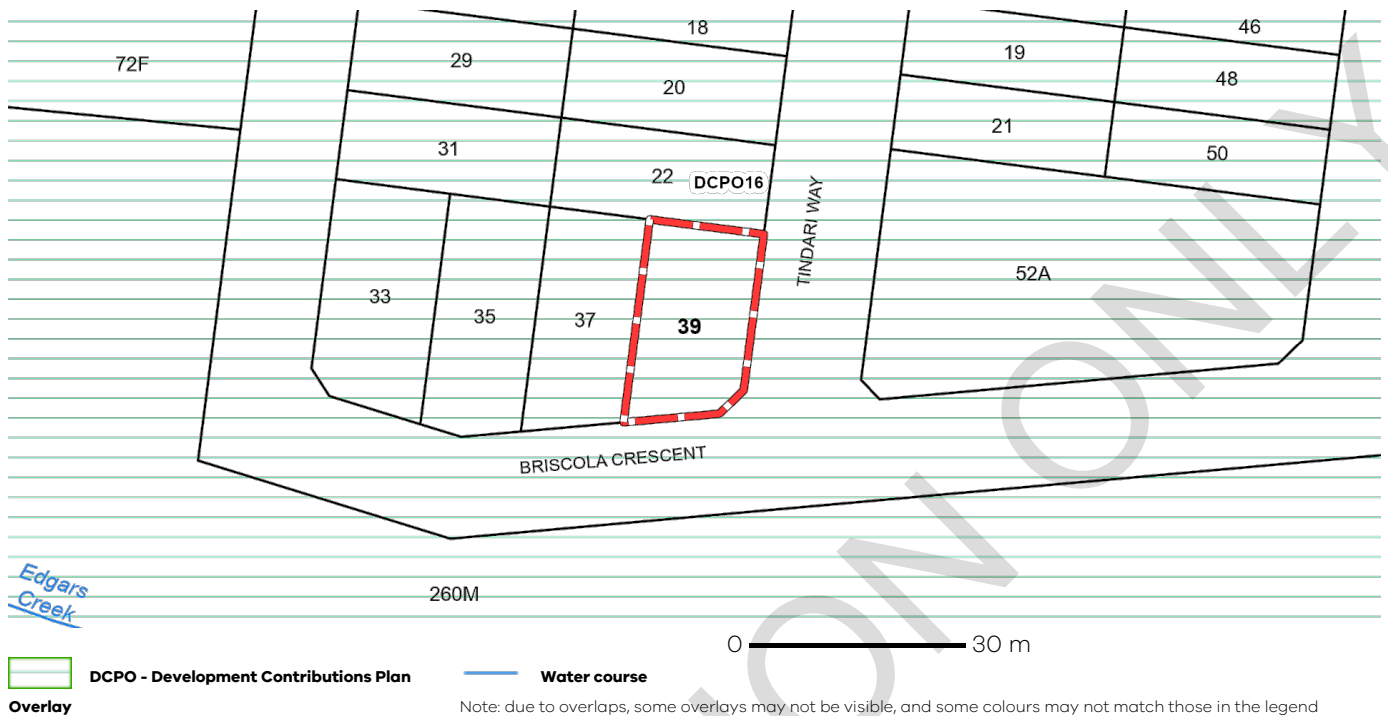 18
46
29
19
72F
20
48
21
31
50
22
DCPO16
TINDARI WAY
52A
33
35
37
39
BRISCOLA CRESCENT
Edgars
Creek
260M
0 30 m
DCPO - Development Contributions Plan
Overlay
Water course
Note: due to overlaps, some overlays may not be visible, and some colours may not match those in the legend
ON ONLY